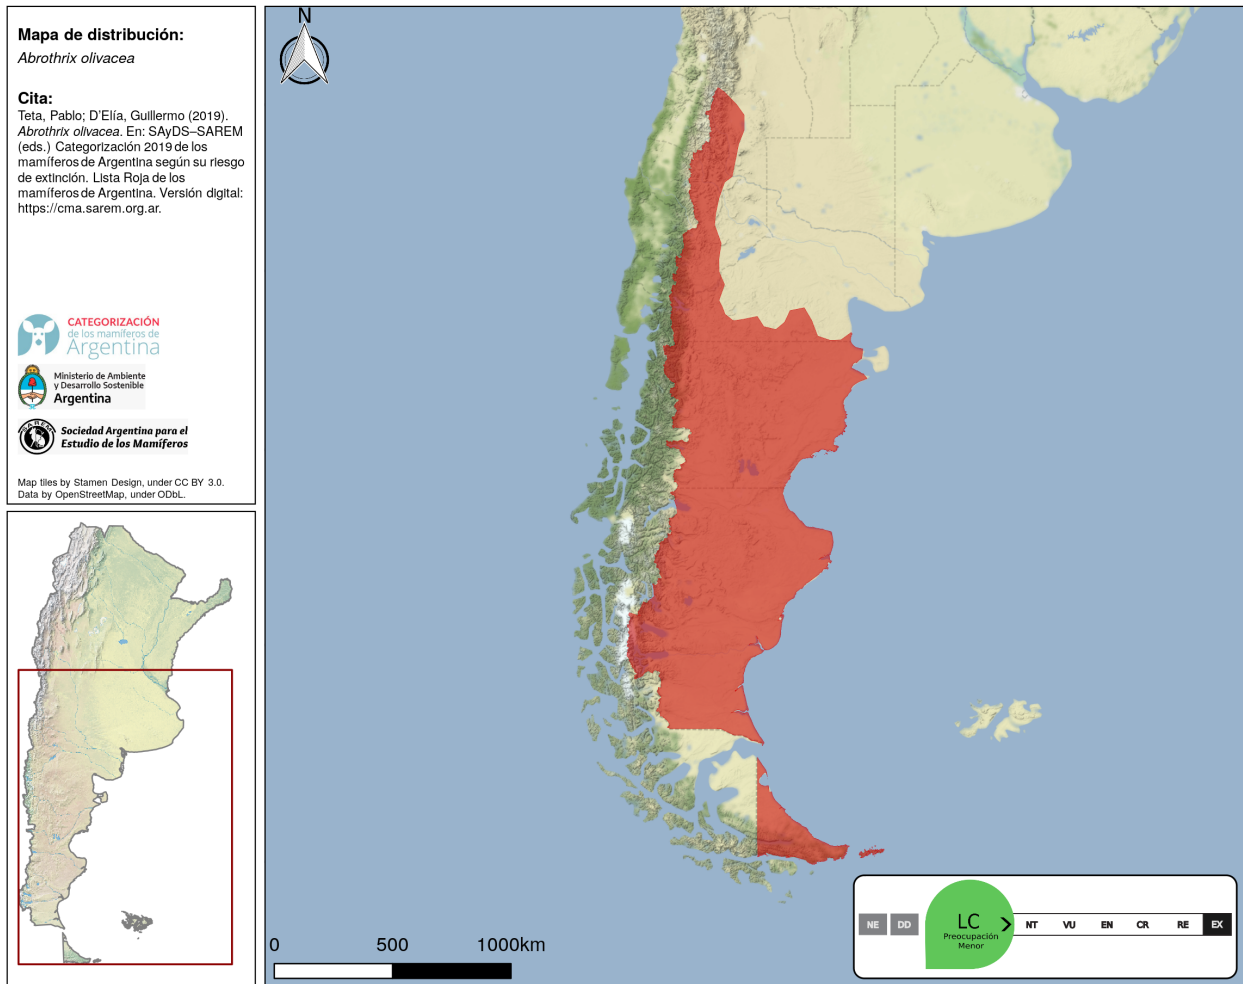 Mapa de distribución:
Abrothrix olivacea
Cita:
Teta, Pablo; D'Elía, Guillermo (2019).
Abrothrix olivacea. En: SAyDS–SAREM
(eds.) Categorización 2019 de los
mamíferos de Argentina según su riesgo
de extinción. Lista Roja de los
mamíferos de Argentina. Versión digital:
https://cma.sarem.org.ar.
CATEGORIZACIÓN
de los mamíferos de
Argentina
Ministerio de Ambiente
y Desarrollo Sostenible
Argentina
SAREM
Sociedad Argentina para el
Estudio de los Mamíferos
Map tiles by Stamen Design, under CC BY 3.0.
Data by OpenStreetMap, under ODbL.
N
0 500 1000km
NE DD LC NT VU EN CR RE EX
Preocupación
Menor